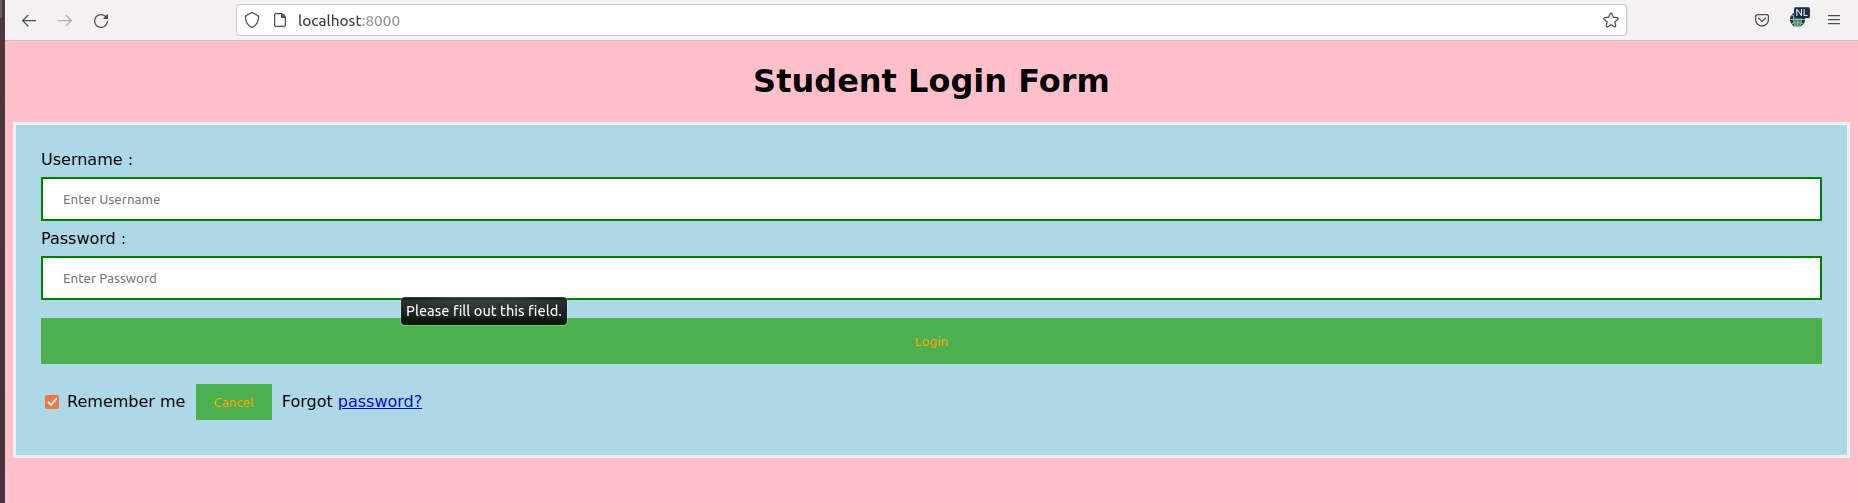 localhost:8000
NL
Student Login Form
Username :
Enter Username
Password :
Enter Password
Please fill out this field.
Login
Remember me Cancel Forgot password?